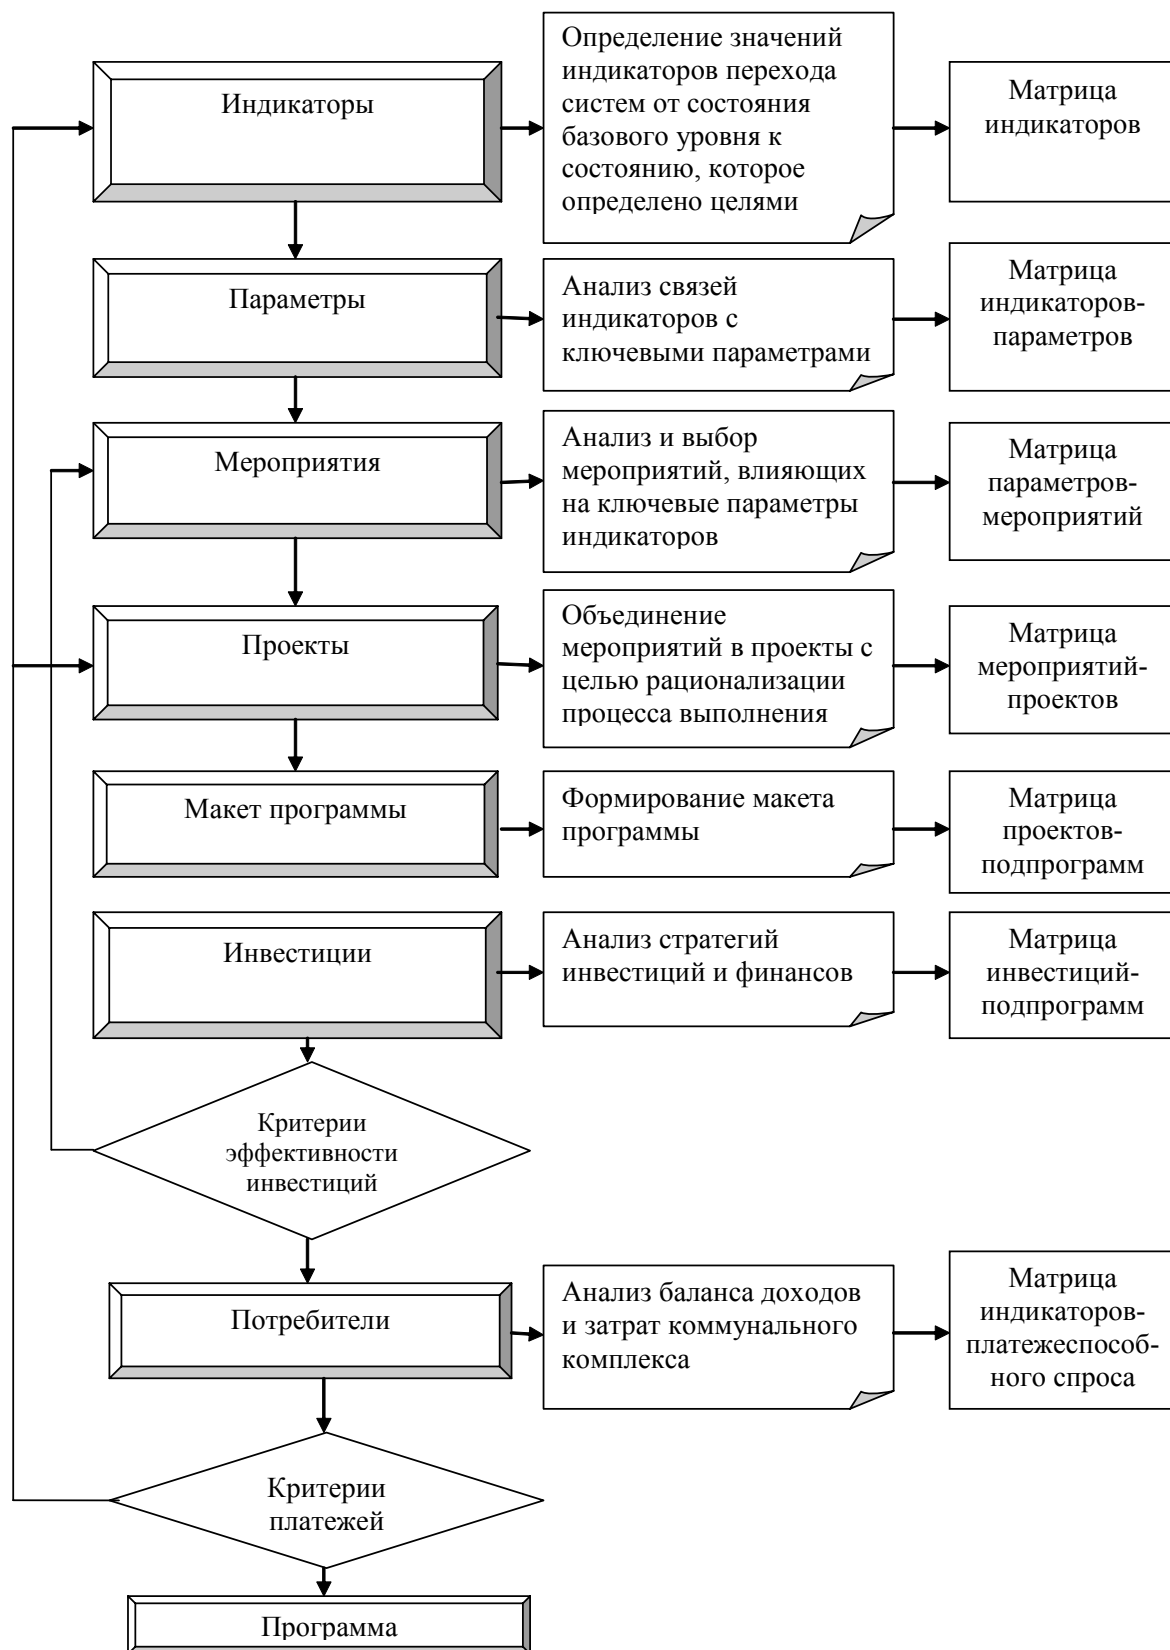 Индикаторы
Определение значений
индикаторов перехода
систем от состояния
базового уровня к
состоянию, которое
определено целями
Матрица
индикаторов
Параметры
Анализ связей
индикаторов с
ключевыми параметрами
Матрица
индикаторов-
параметров
Мероприятия
Анализ и выбор
мероприятий, влияющих
на ключевые параметры
индикаторов
Матрица
параметров-
мероприятий
Проекты
Объединение
мероприятий в проекты с
целью рационализации
процесса выполнения
Матрица
мероприятий-
проектов
Макет программы
Формирование макета
программы
Матрица
проектов-
подпрограмм
Инвестиции
Анализ стратегий
инвестиций и финансов
Матрица
инвестиций-
подпрограмм
Критерии
эффективности
инвестиций
Потребители
Анализ баланса доходов
и затрат коммунального
комплекса
Матрица
индикаторов-
платежеспособ-
ного спроса
Критерии
платежей
Программа